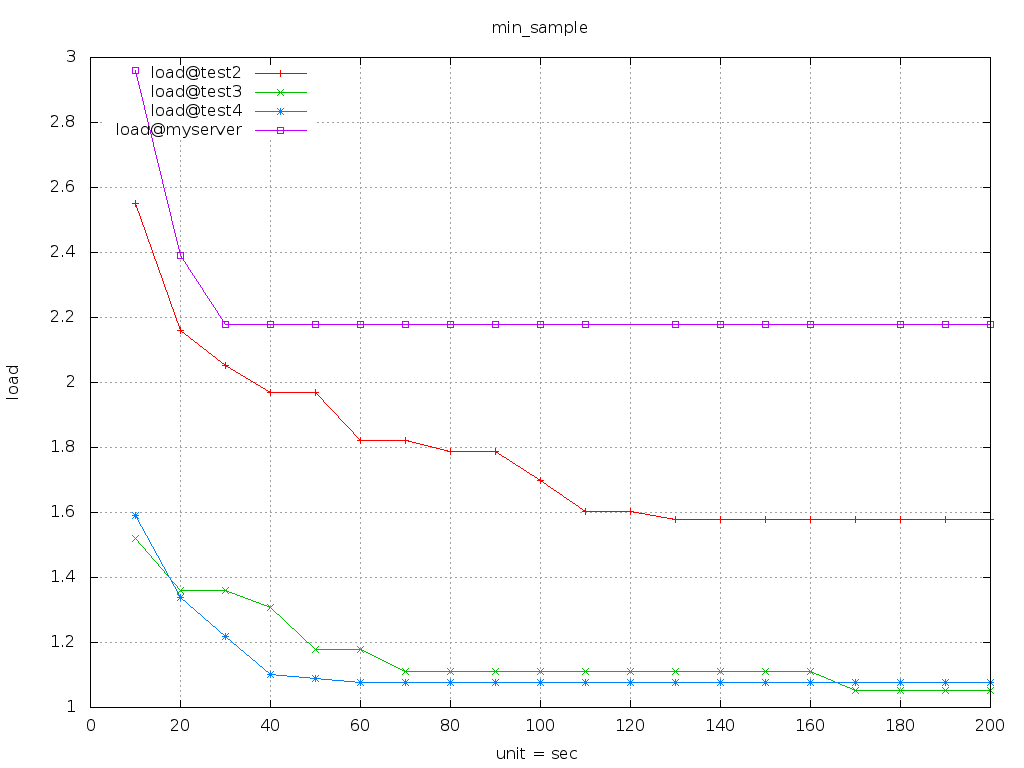 min_sample
load@test2
load@test3
load@test4
load@myserver
3
2.8
2.6
2.4
2.2
2
1.8
1.6
1.4
1.2
1
load
0 20 40 60 80 100 120 140 160 180 200
unit = sec